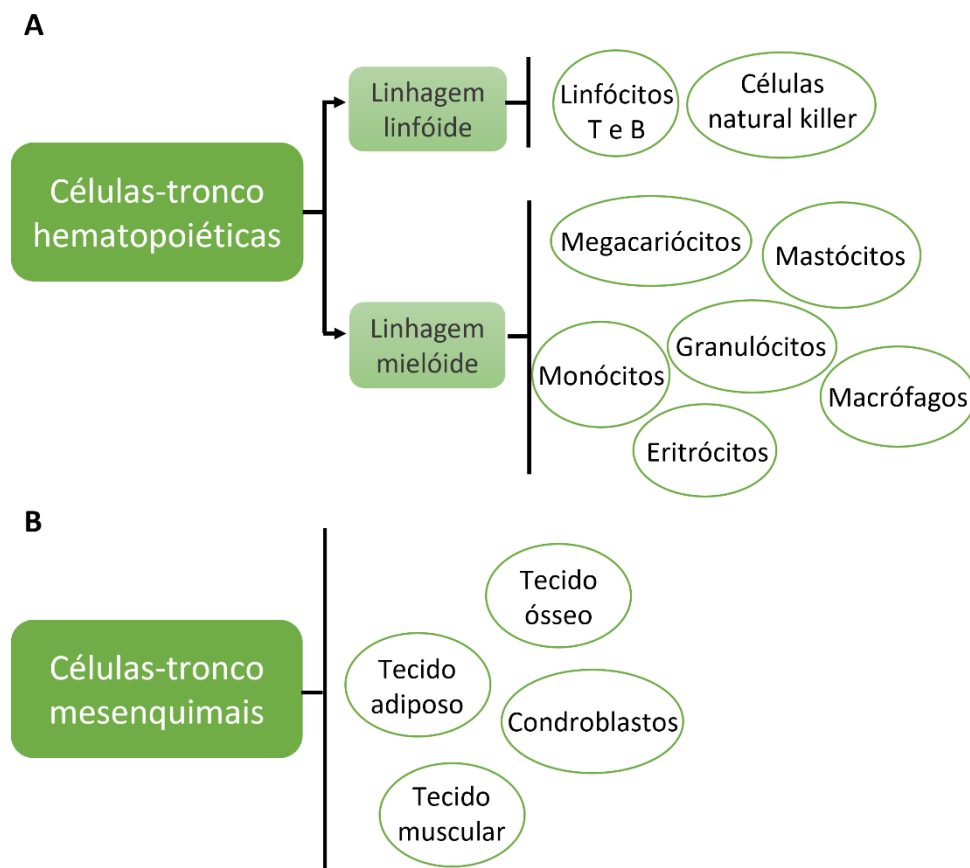 A
Células-tronco
hematopoiéticas
Linhagem
linfóide
Linfócitos
T e B
Células
natural killer
Linhagem
mielóide
Megacariócitos
Mastócitos
Monócitos
Granulócitos
Macrófagos
Eritrócitos
B
Células-tronco
mesenquimais
Tecido
ósseo
Tecido
adiposo
Condroblastos
Tecido
muscular